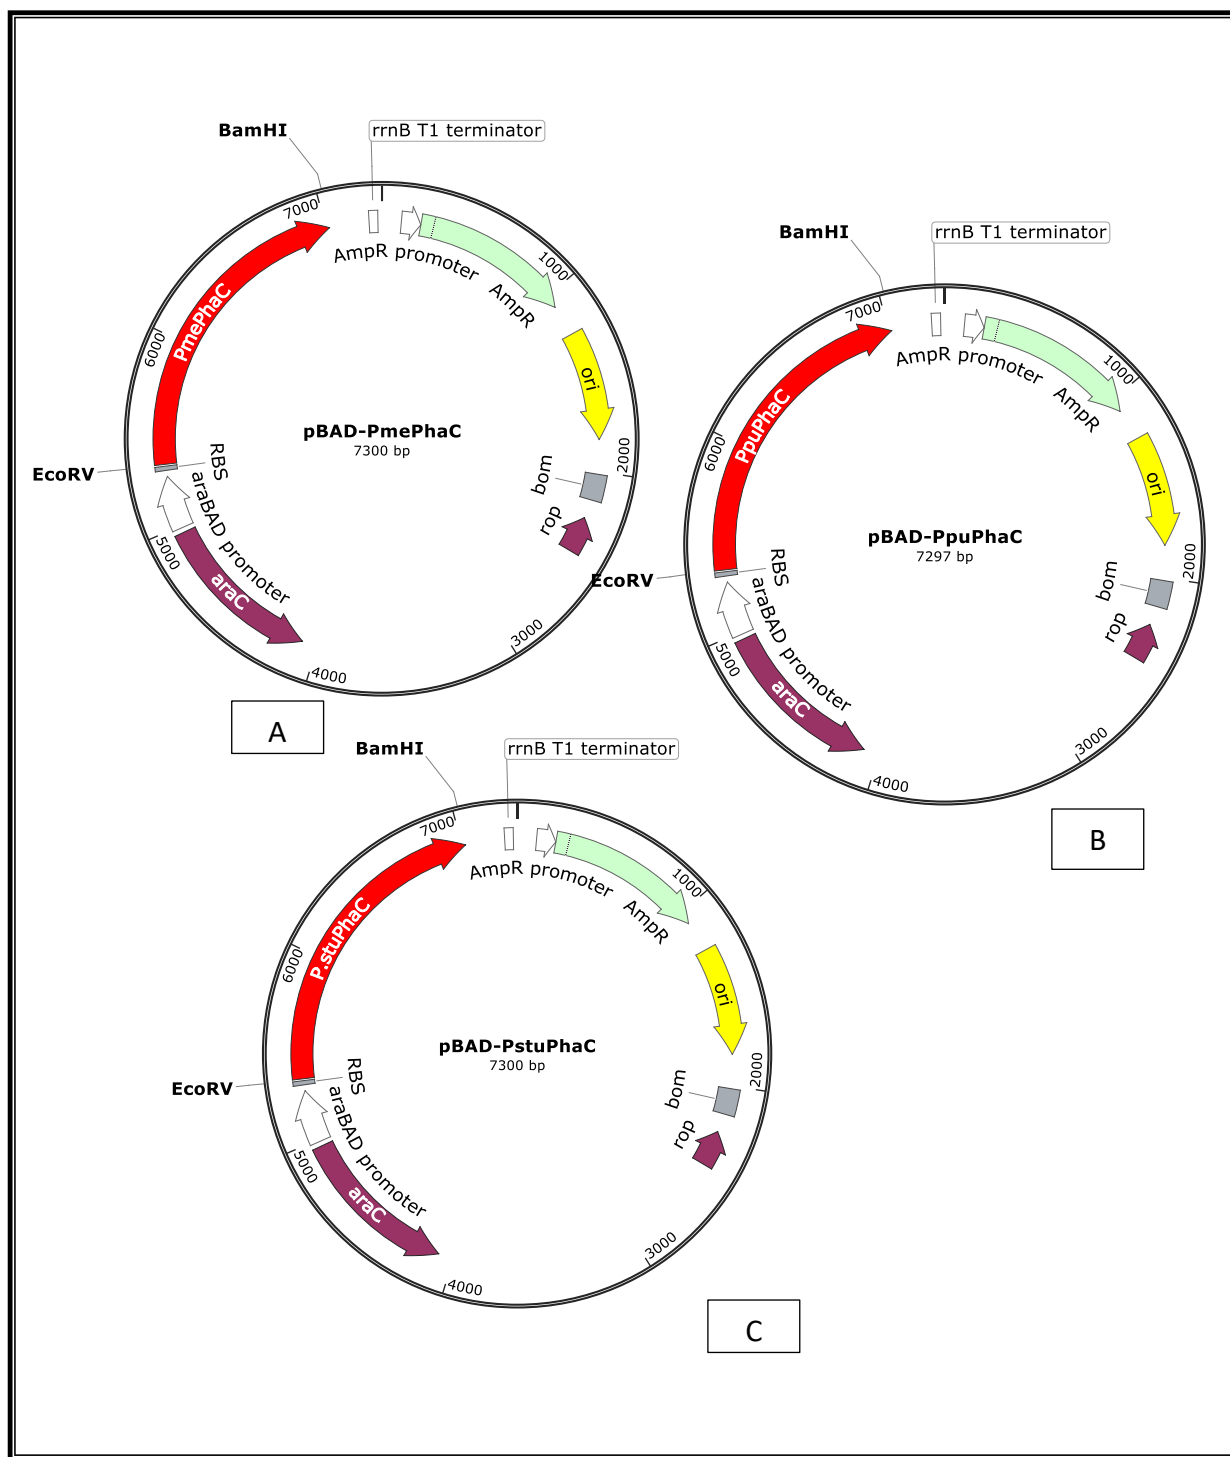 BamHI
rrnB T1 terminator
7000
AmpR promoter
1000
AmpR
PmePhaC
6000
ori
pBAD-PmePhaC
7300 bp
2000
RBS
EcoRV
bom
araBAD promoter
rop
5000
araC
3000
4000
A
BamHI
rrnB T1 terminator
7000
AmpR promoter
1000
AmpR
PpuPhaC
6000
ori
pBAD-PpuPhaC
7297 bp
2000
RBS
EcoRV
bom
araBAD promoter
rop
5000
araC
3000
4000
B
BamHI
rrnB T1 terminator
7000
AmpR promoter
1000
AmpR
P.stuPhaC
6000
ori
pBAD-PstuPhaC
7300 bp
2000
RBS
EcoRV
bom
araBAD promoter
rop
5000
araC
3000
4000
C